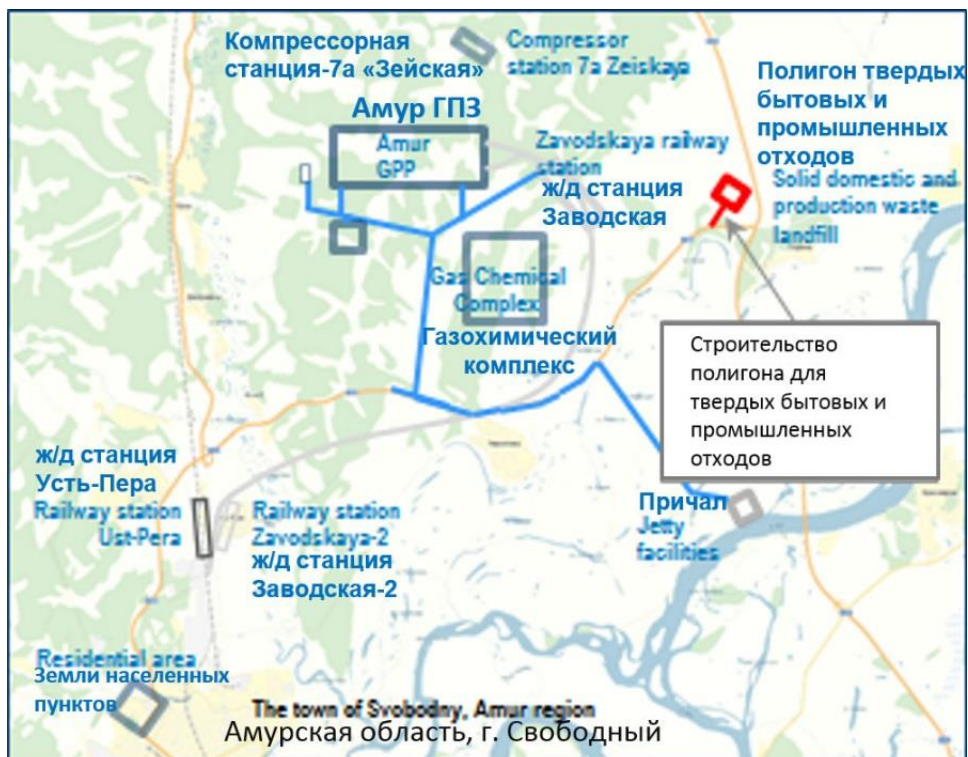 Компрессорная
станция-7а «Зейская»
Compressor
station 7a Zeiskaya
Полигон твердых
бытовых и
промышленных
отходов
Solid domestic and
production waste
landfill
Амур ГПЗ
Amur
GPP
Zavodskaya railway
station
ж/д станция
Заводская
Gas Chemical
Complex
Газохимический
комплекс
Строительство
полигона для
твердых бытовых и
промышленных
отходов
ж/д станция
Усть-Пера
Railway station
Ust-Pera
Railway station
Zavodskaya-2
ж/д станция
Заводская-2
Причал
Jetty
facilities
Residential area
Земли населенных
пунктов
The town of Svobodny, Amur region
Амурская область, г. Свободный